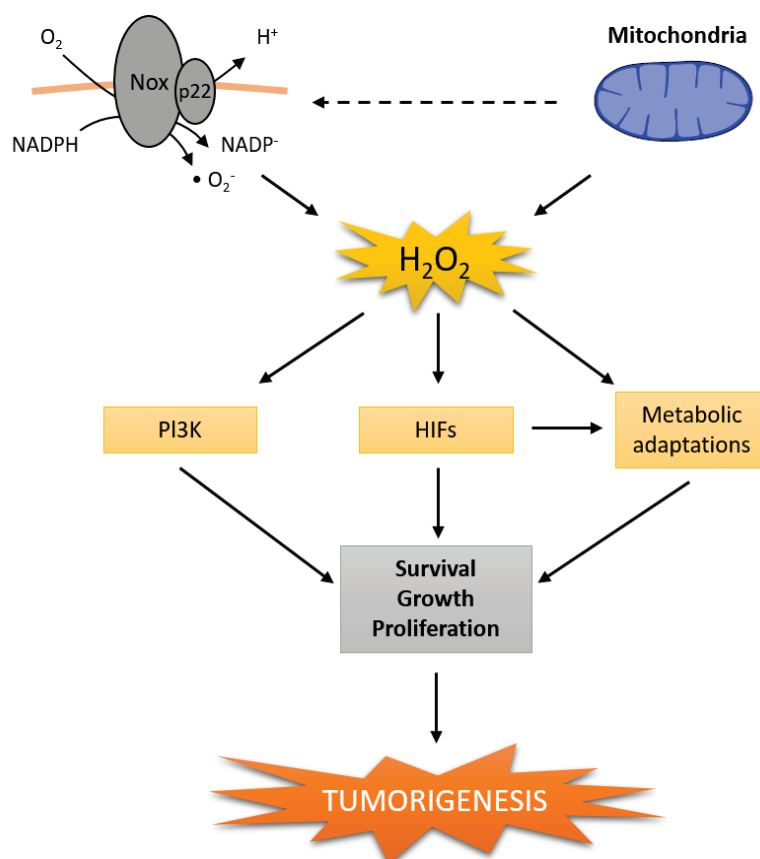 O₂
H⁺
Mitochondria
Nox
p22
NADPH
NADP⁻
• O₂⁻
H₂O₂
PI3K
HIFs
Metabolic
adaptations
Survival
Growth
Proliferation
TUMORIGENESIS